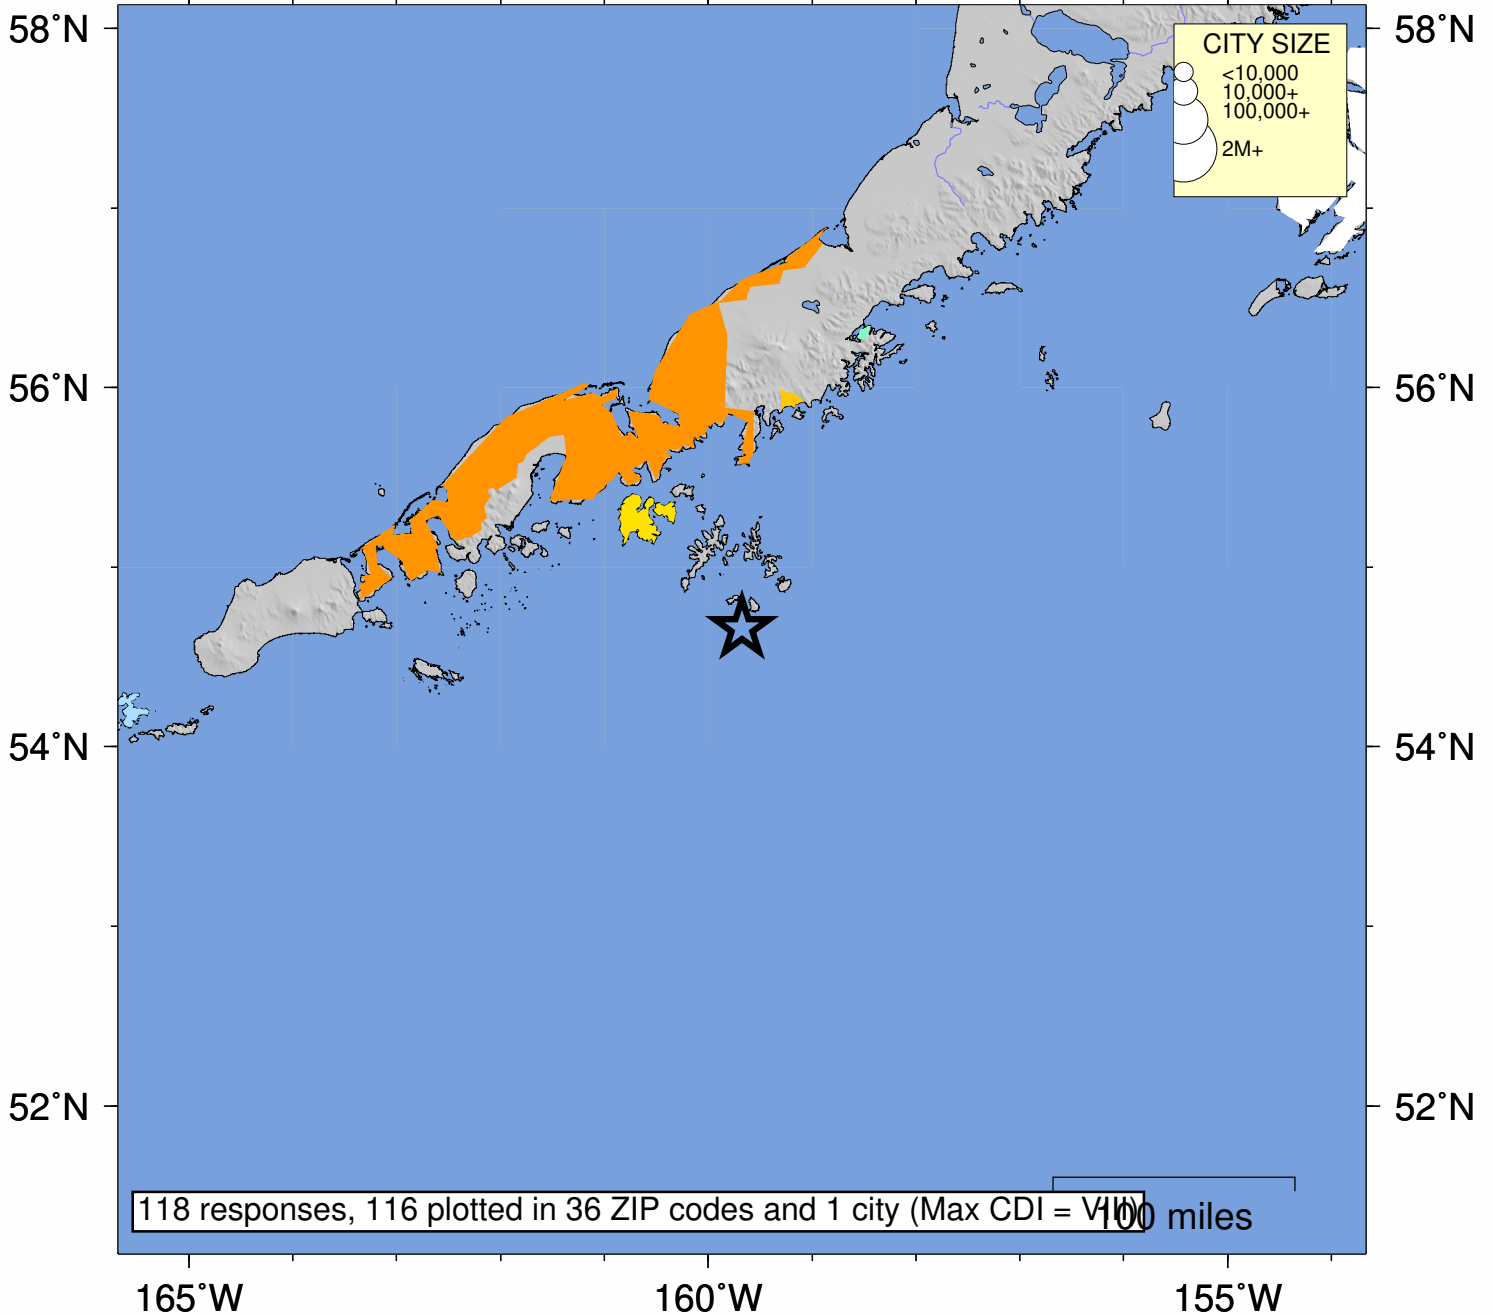 58˚N
58˚N
CITY SIZE
<10,000
10,000+
100,000+
2M+
56˚N
56˚N
54˚N
54˚N
52˚N
52˚N
118 responses, 116 plotted in 36 ZIP codes and 1 city (Max CDI = VIII)
100 miles
165˚W
160˚W
155˚W